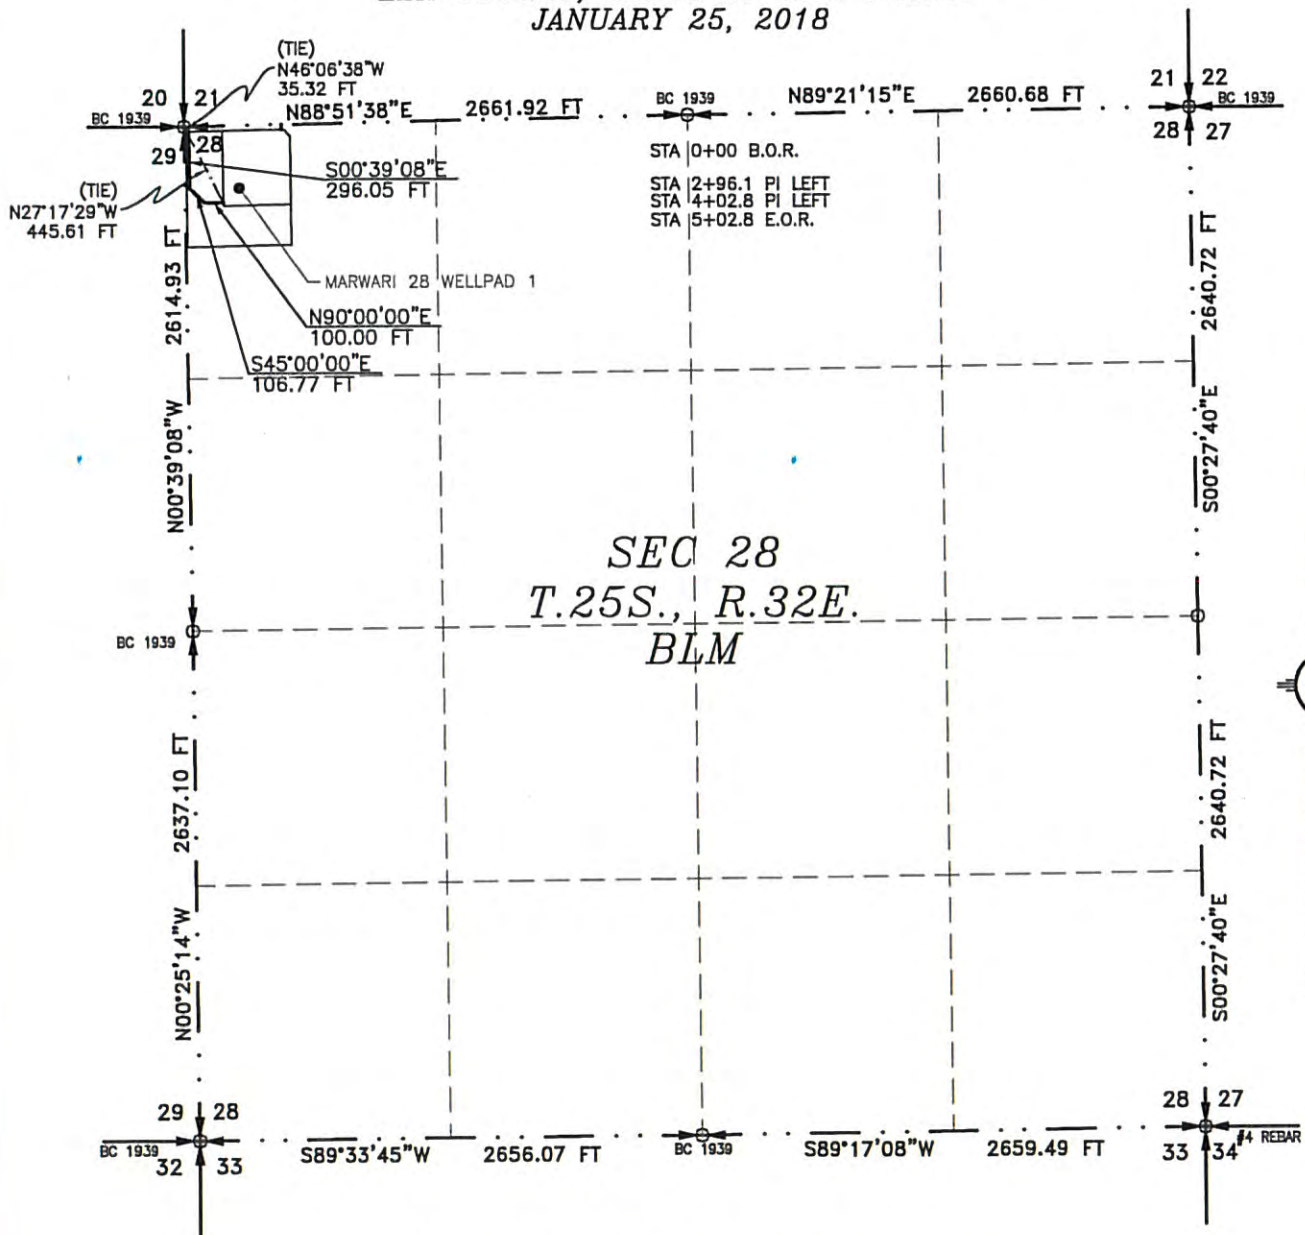 JANUARY 25, 2018
(TIE)
N46°06'38"W
35.32 FT
20 21
BC 1939
29 28
N88°51'38"E 2661.92 FT
BC 1939
N89°21'15"E 2660.68 FT
21 22
BC 1939
28 27
STA 0+00 B.O.R.
STA 2+96.1 PI LEFT
STA 4+02.8 PI LEFT
STA 5+02.8 E.O.R.
S00°39'08"E
296.05 FT
(TIE)
N27°17'29"W
445.61 FT
MARWARI 28 WELLPAD 1
N90°00'00"E
100.00 FT
S45°00'00"E
106.77 FT
N00°39'08"W 2614.93 FT
S00°27'40"E 2640.72 FT
SEC 28
T.25S., R.32E.
BLM
BC 1939
N00°25'14"W 2637.10 FT
S00°27'40"E 2640.72 FT
29 28
BC 1939
32 33
S89°33'45"W 2656.07 FT
BC 1939
S89°17'08"W 2659.49 FT
28 27
#4 REBAR
33 34